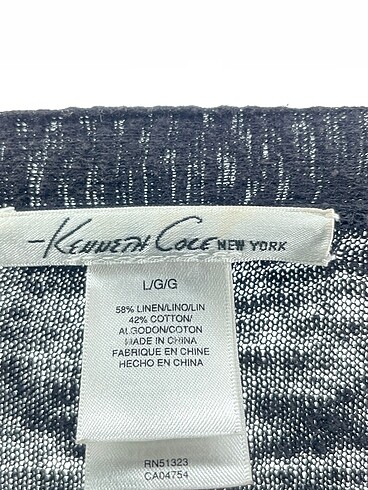 Kenneth Cole NEW YORK
L/G/G
58% LINEN/LINO/LIN
42% COTTON/
ALGODON/COTON
MADE IN CHINA
FABRIQUE EN CHINE
HECHO EN CHINA
RN51323
CA04754